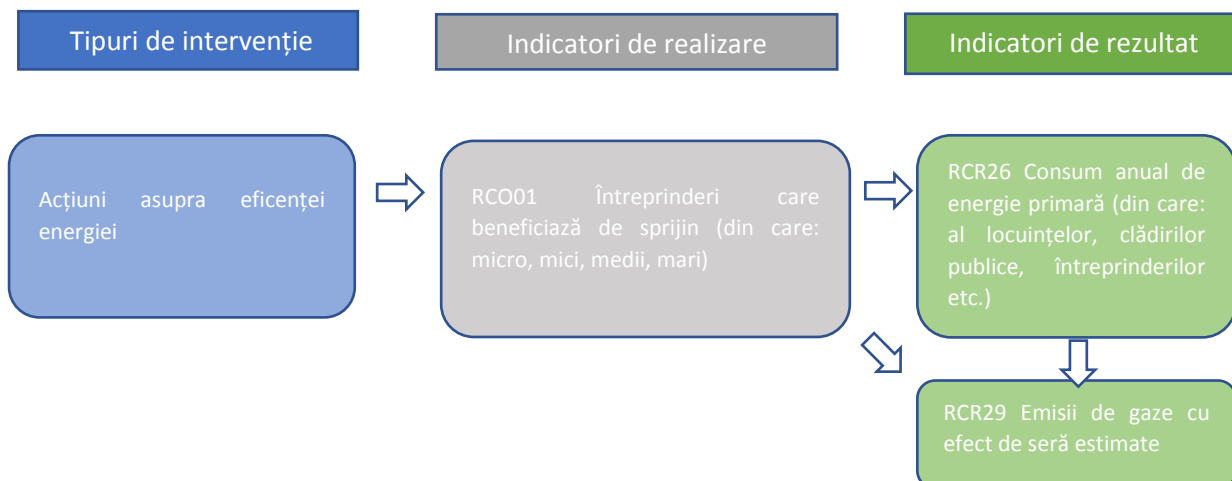 Tipuri de intervenție
Indicatori de realizare
Indicatori de rezultat
Acțiuni asupra eficenței
energiei
RCO01 Întreprinderi care
beneficiază de sprijin (din care:
micro, mici, medii, mari)
RCR26 Consum anual de
energie primară (din care:
al locuințelor, clădirilor
publice, întreprinderilor
etc.)
RCR29 Emisii de gaze cu
efect de seră estimate